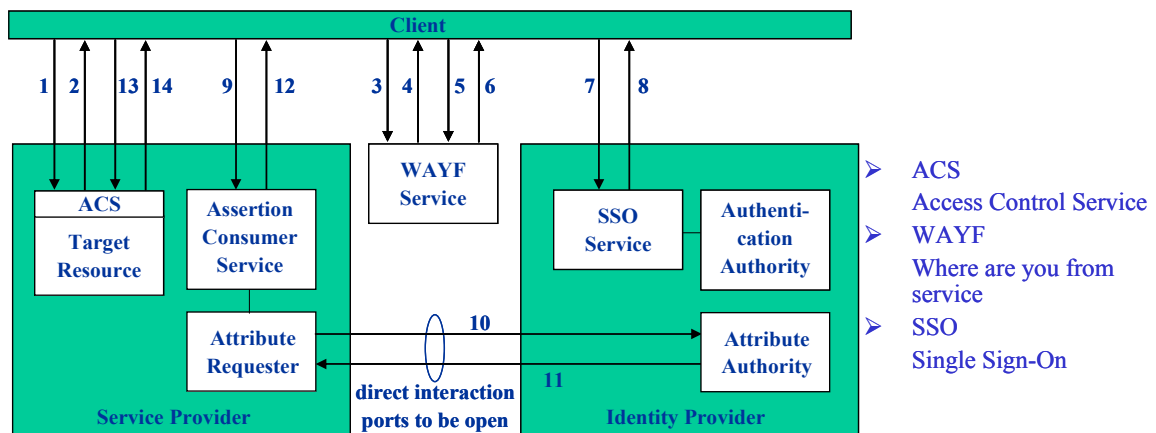 Client
1
2
13
14
9
12
3
4
5
6
7
8
ACS
Target
Resource
Assertion
Consumer
Service
WAYF
Service
SSO
Service
Authenti-
cation
Authority
Attribute
Requester
10
11
Attribute
Authority
direct interaction
ports to be open
Service Provider
Identity Provider
➢ ACS
Access Control Service
➢ WAYF
Where are you from
service
➢ SSO
Single Sign-On